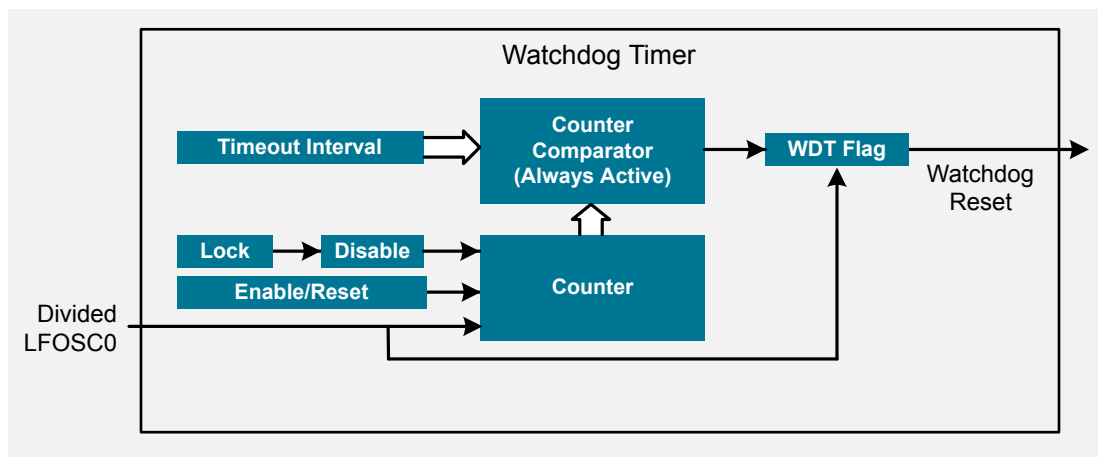 Watchdog Timer
Timeout Interval
Counter
Comparator
(Always Active)
WDT Flag
Watchdog
Reset
Lock
Disable
Enable/Reset
Counter
Divided
LFOSC0